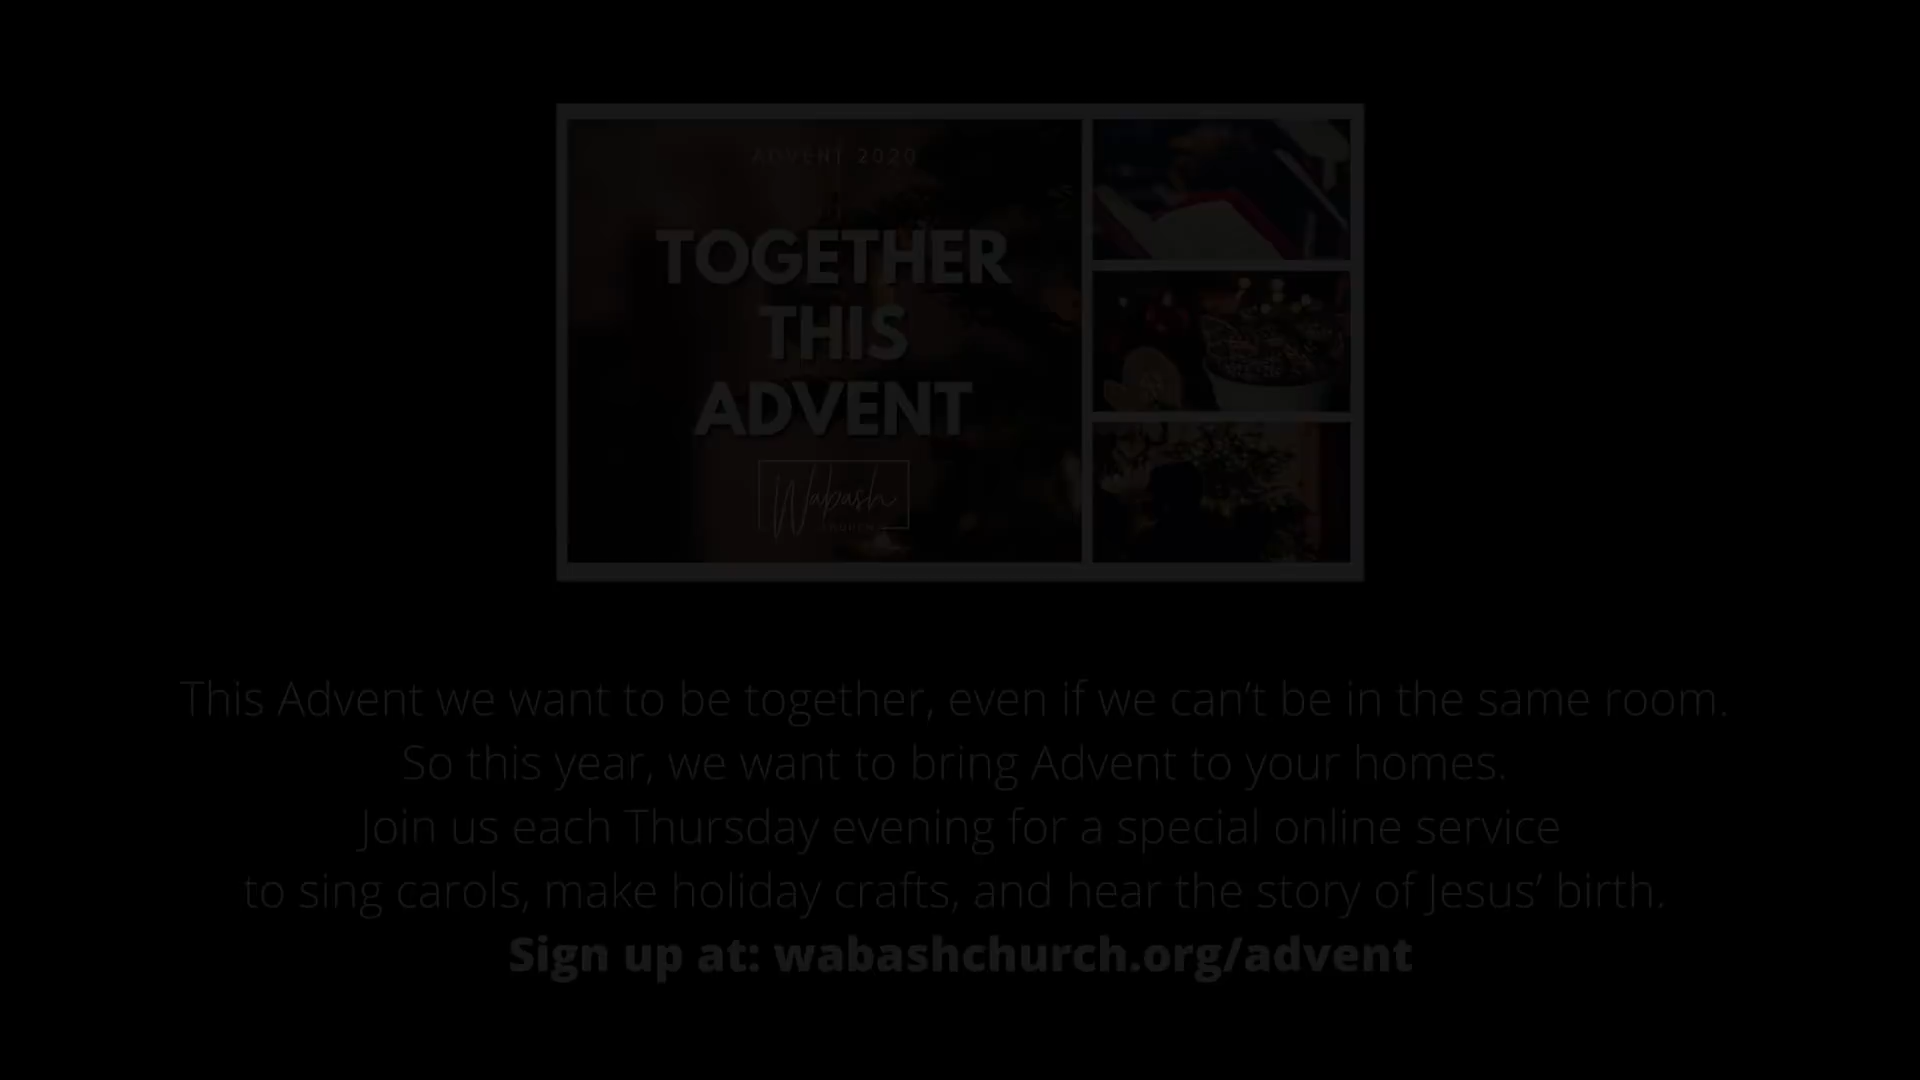 ADVENT 2020
TOGETHER
THIS
ADVENT
Wabash
CHURCH
This Advent we want to be together, even if we can’t be in the same room.
So this year, we want to bring Advent to your homes.
Join us each Thursday evening for a special online service
to sing carols, make holiday crafts, and hear the story of Jesus’ birth.
Sign up at: wabashchurch.org/advent